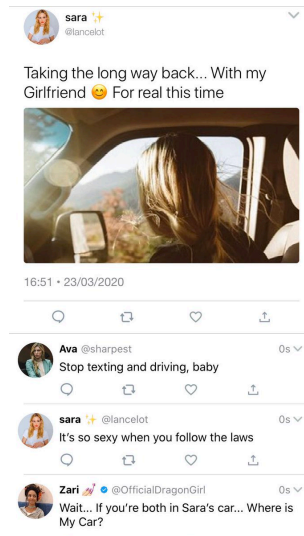 sara ✨
@lancelot
Taking the long way back... With my
Girlfriend 😊 For real this time
16:51 • 23/03/2020
Ava @sharpest 0s
Stop texting and driving, baby
sara ✨ @lancelot 0s
It's so sexy when you follow the laws
Zari 💅 @OfficialDragonGirl 0s
Wait... If you're both in Sara's car... Where is
My Car?